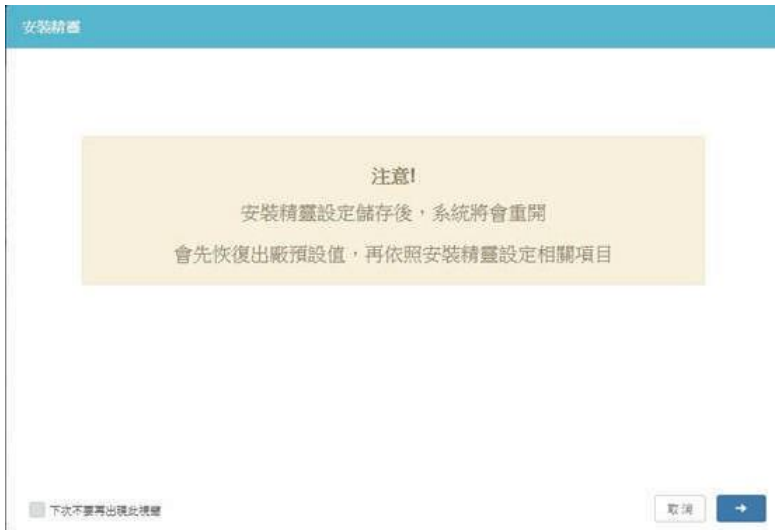 安裝精靈
注意!
安裝精靈設定儲存後，系統將會重開
會先恢復出廠預設值，再依照安裝精靈設定相關項目
下次不要再出現此視窗
取消